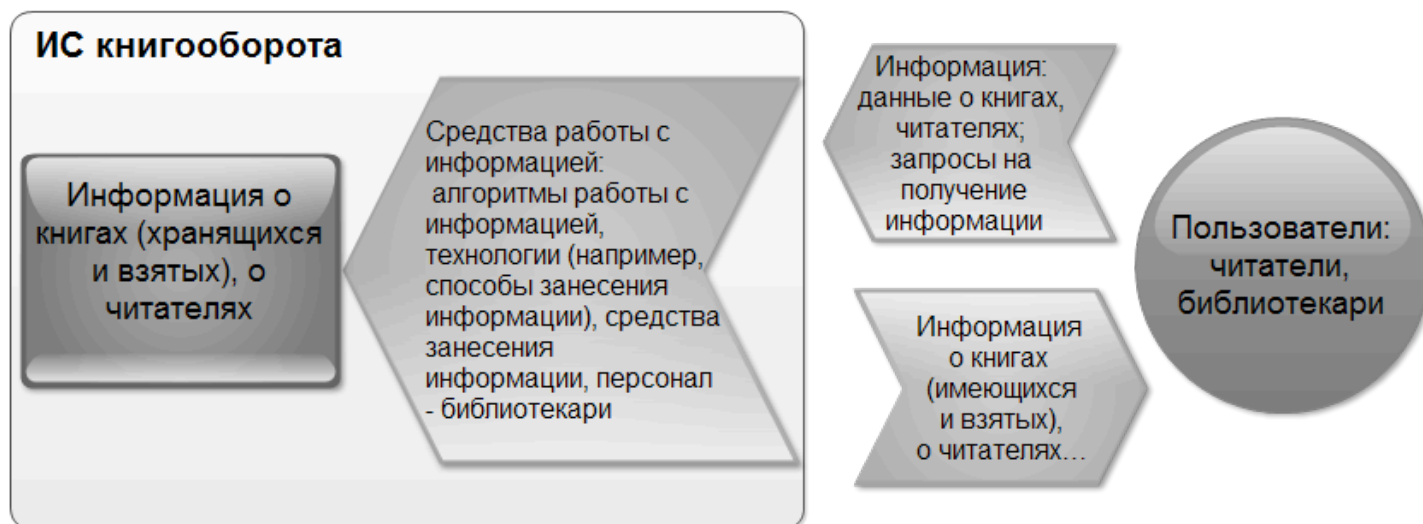 ИС книгооборота
Информация о
книгах (хранящихся
и взятых), о
читателях
Средства работы с
информацией:
алгоритмы работы с
информацией,
технологии (например,
способы занесения
информации), средства
занесения
информации, персонал
- библиотекари
Информация:
данные о книгах,
читателях;
запросы на
получение
информации
Информация
о книгах
(имеющихся
и взятых),
о читателях…
Пользователи:
читатели,
библиотекари